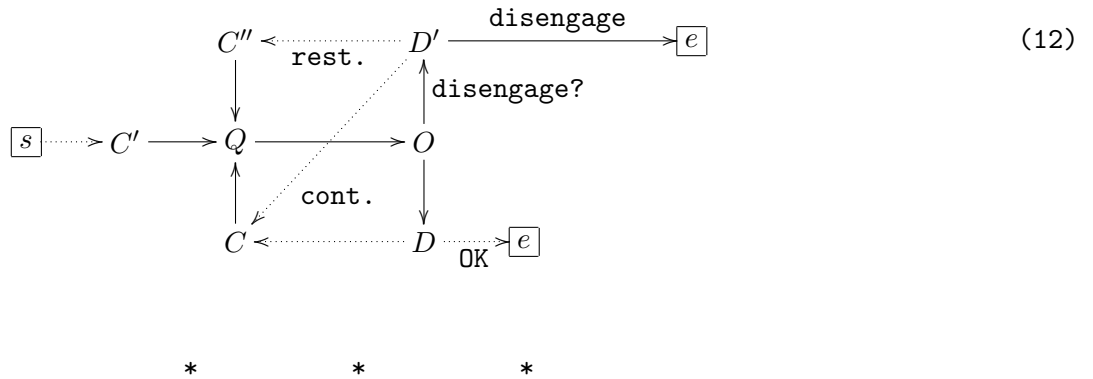 disengage
C'' rest. D' e (12)
disengage?
s C' Q O
cont.
C D OK e
* * *